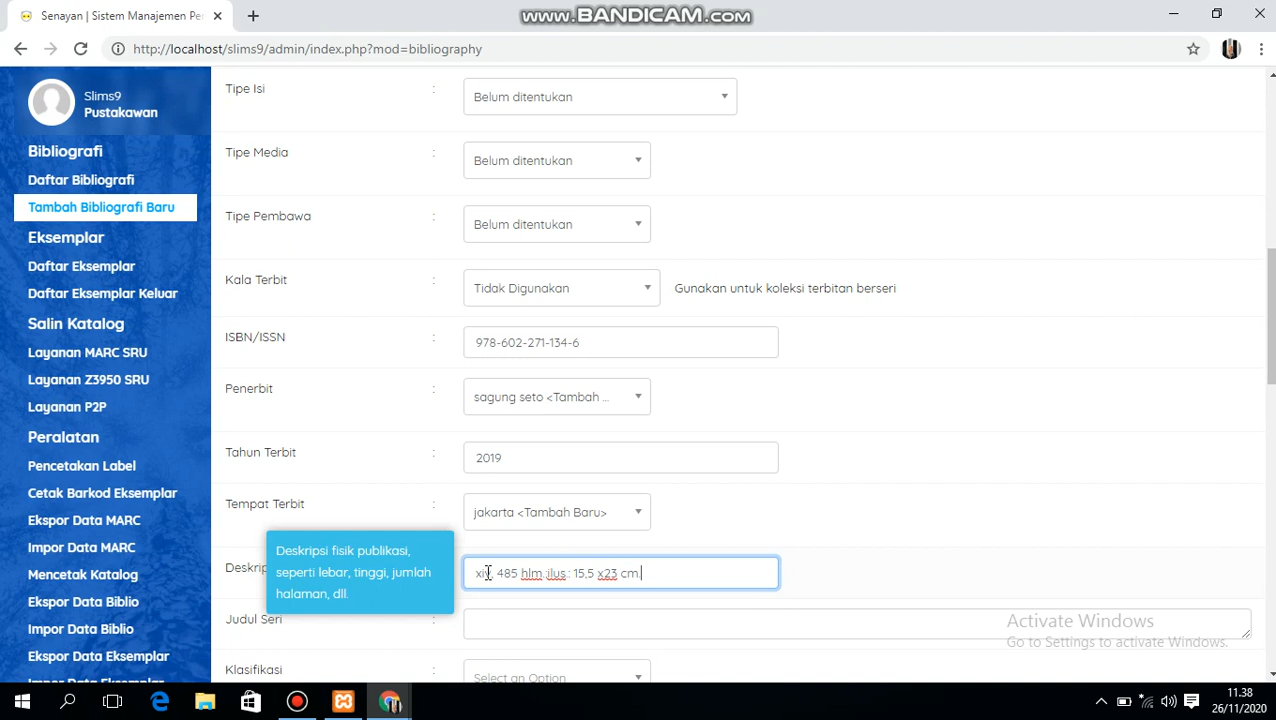 Senayan | Sistem Manajemen Per
www.BANDICAM.com
http://localhost/slims9/admin/index.php?mod=bibliography
Slims9
Pustakawan
Bibliografi
Daftar Bibliografi
Tambah Bibliografi Baru
Eksemplar
Daftar Eksemplar
Daftar Eksemplar Keluar
Salin Katalog
Layanan MARC SRU
Layanan Z3950 SRU
Layanan P2P
Peralatan
Pencetakan Label
Cetak Barkod Eksemplar
Ekspor Data MARC
Impor Data MARC
Mencetak Katalog
Ekspor Data Biblio
Impor Data Biblio
Ekspor Data Eksemplar
Impor Data Eksemplar
Tipe Isi : Belum ditentukan
Tipe Media : Belum ditentukan
Tipe Pembawa : Belum ditentukan
Kala Terbit : Tidak Digunakan Gunakan untuk koleksi terbitan berseri
ISBN/ISSN : 978-602-271-134-6
Penerbit : sagung seto <Tambah ...
Tahun Terbit : 2019
Tempat Terbit : jakarta <Tambah Baru>
Deskripsi fisik publikasi,
seperti lebar, tinggi, jumlah
halaman, dll.
Deskrip xiv, 485 hlm.;ilus.: 15,5 x23 cm.
Judul Seri :
Klasifikasi : Select an Option
Activate Windows
Go to Settings to activate Windows.
11.38
26/11/2020